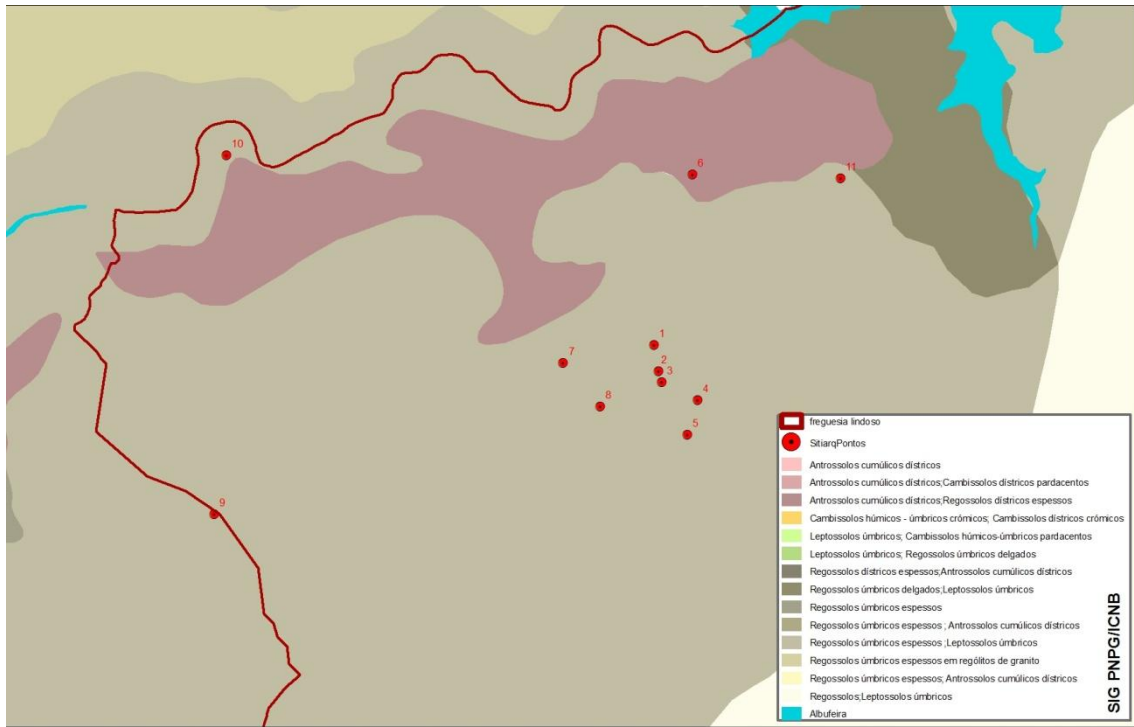 10
6
11
1
7
2
3
4
8
5
9
freguesia lindoso
SitiarqPontos
Antrossolos cumúlicos dístricos
Antrossolos cumúlicos dístricos;Cambissolos dístricos pardacentos
Antrossolos cumúlicos dístricos;Regossolos dístricos espessos
Cambissolos húmicos - úmbricos crómicos; Cambissolos dístricos crómicos
Leptossolos úmbricos; Cambissolos húmicos-úmbricos pardacentos
Leptossolos úmbricos; Regossolos úmbricos delgados
Regossolos dístricos espessos;Antrossolos cumúlicos dístricos
Regossolos úmbricos delgados;Leptossolos úmbricos
Regossolos úmbricos espessos
Regossolos úmbricos espessos ; Antrossolos cumúlicos dístricos
Regossolos úmbricos espessos ;Leptossolos úmbricos
Regossolos úmbricos espessos em rególitos de granito
Regossolos úmbricos espessos; Antrossolos cumúlicos dístricos
Regossolos;Leptossolos úmbricos
Albufeira
SIG PNPG/ICNB